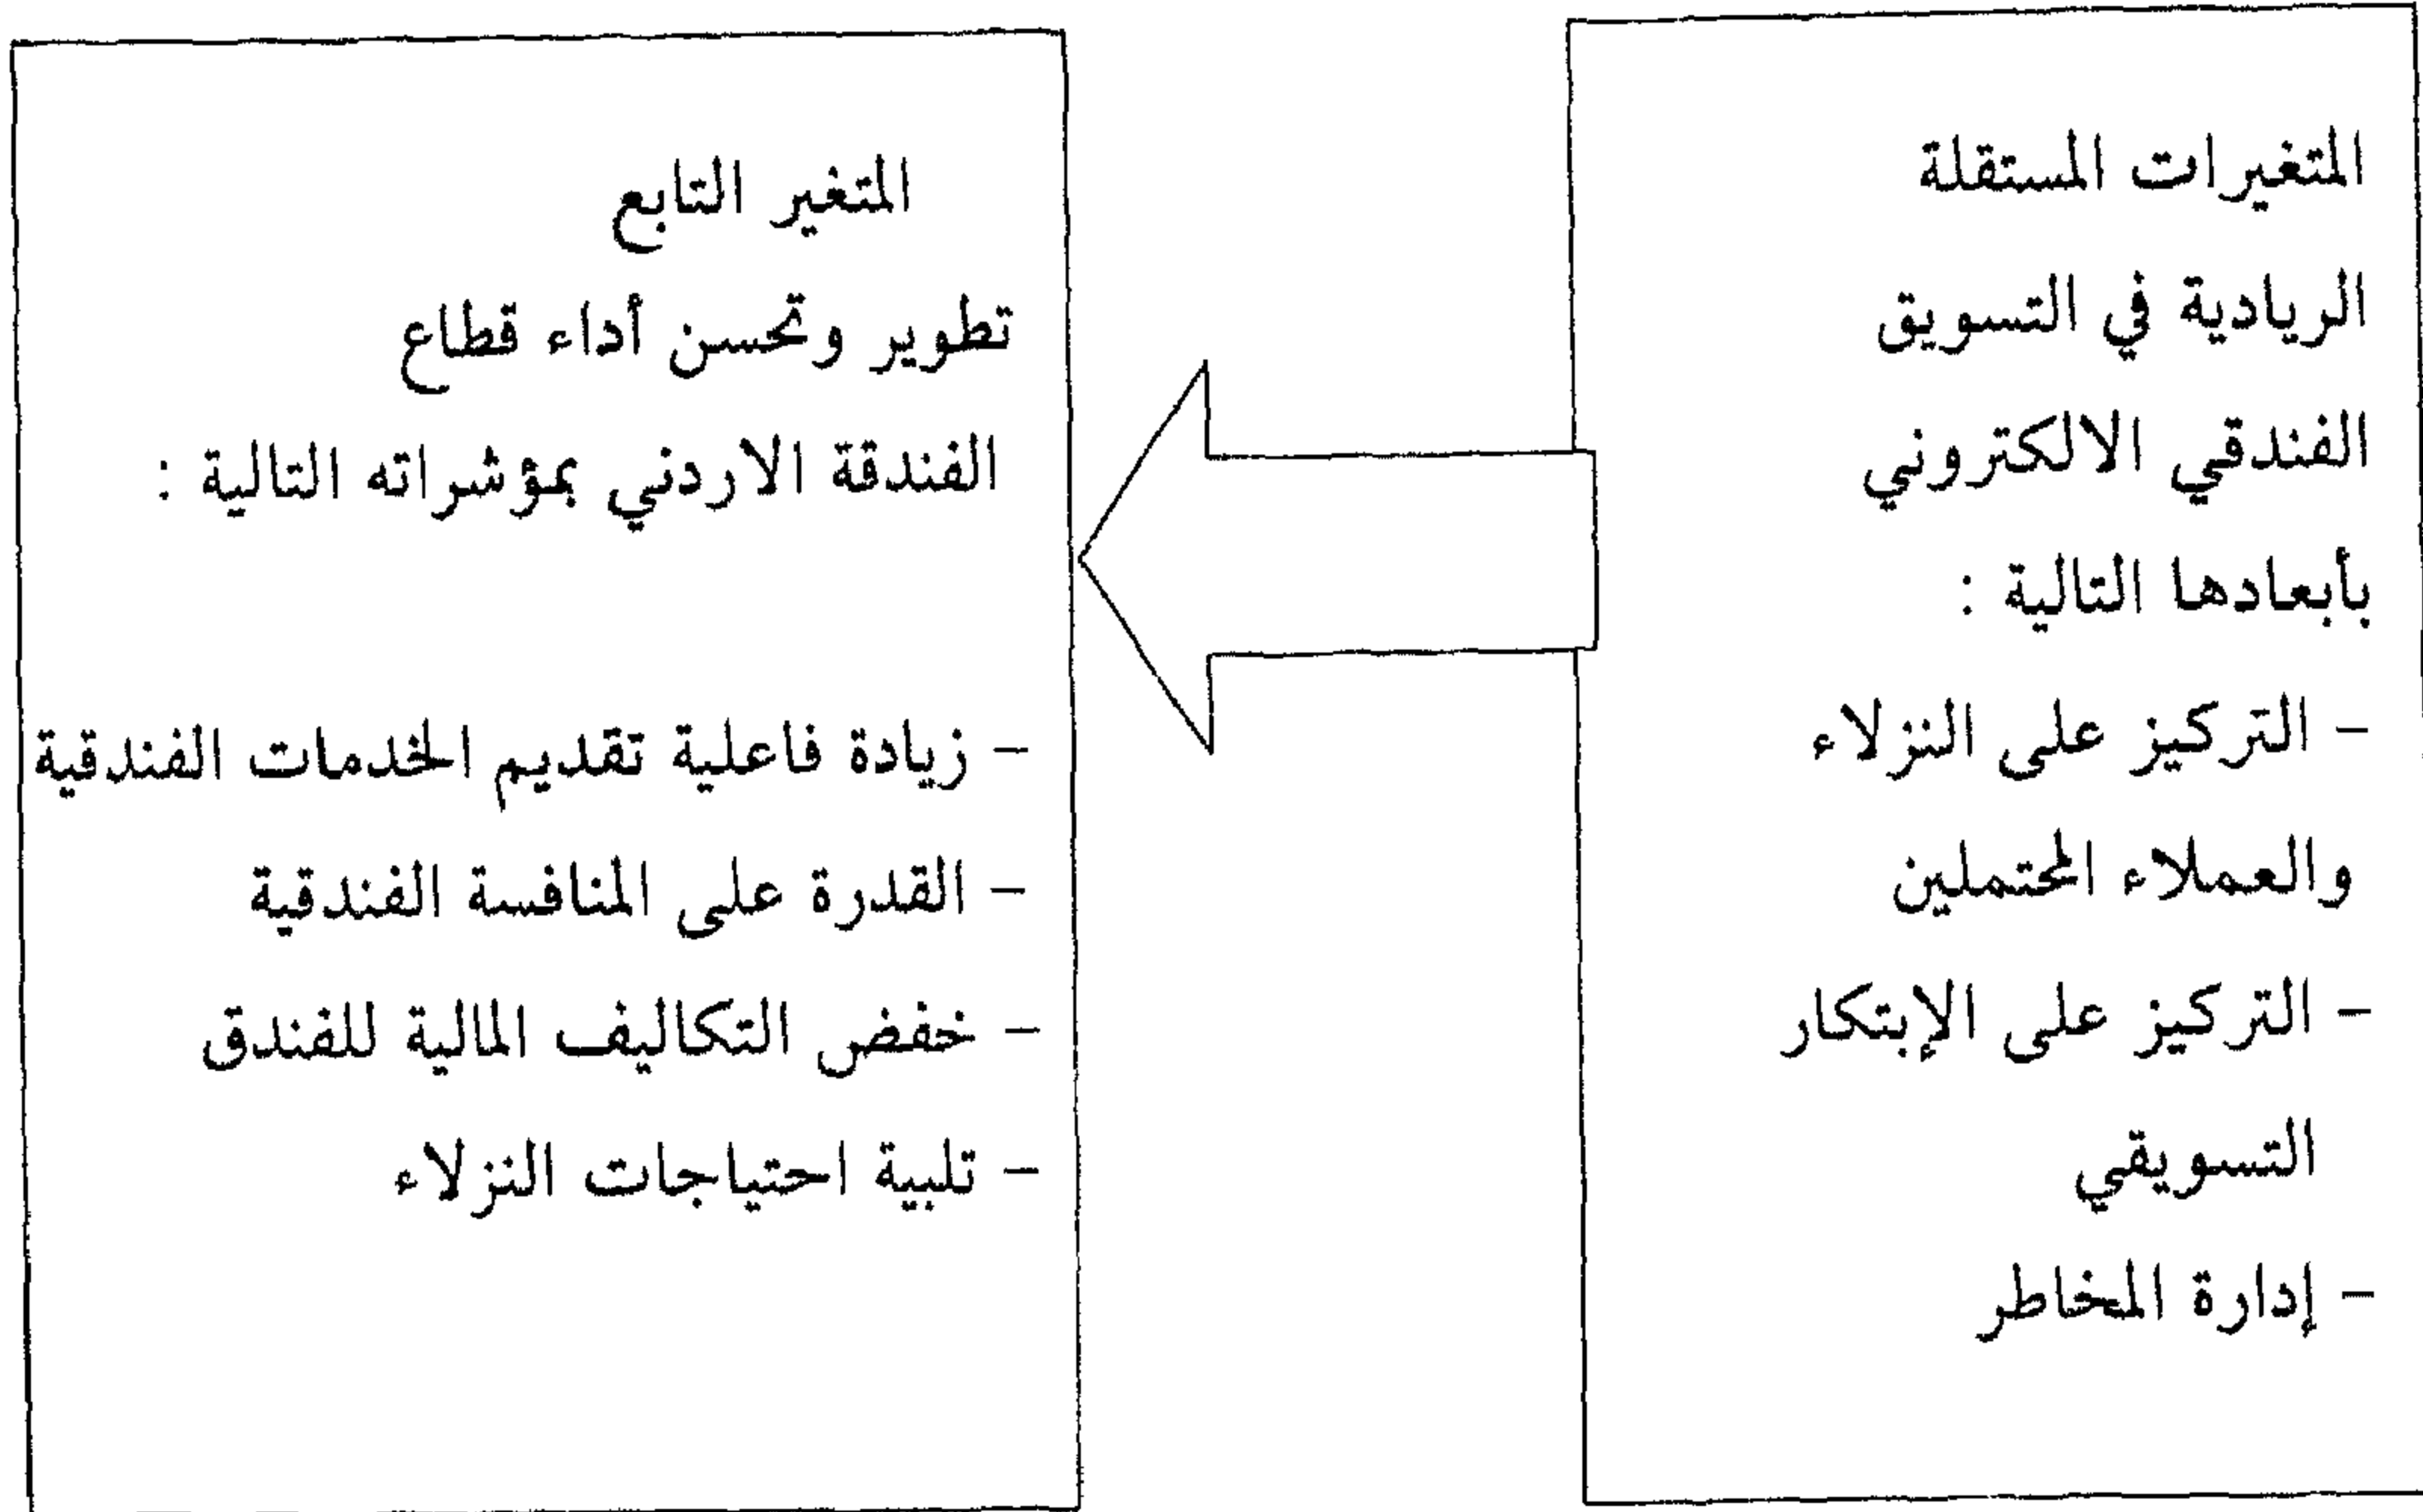 المتغيرات المستقلة
الريادية في التسويق
الفندقي الالكتروني
بأبعادها التالية :
- التركيز على النزلاء
والعملاء المحتملين
- التركيز على الإبتكار
التسويقي
- إدارة المخاطر
المتغير التابع
تطوير وتحسن أداء قطاع
الفندقة الاردني بمؤشراته التالية :
- زيادة فاعلية تقديم الخدمات الفندقية
- القدرة على المنافسة الفندقية
- خفض التكاليف المالية للفندق
- تلبية احتياجات النزلاء